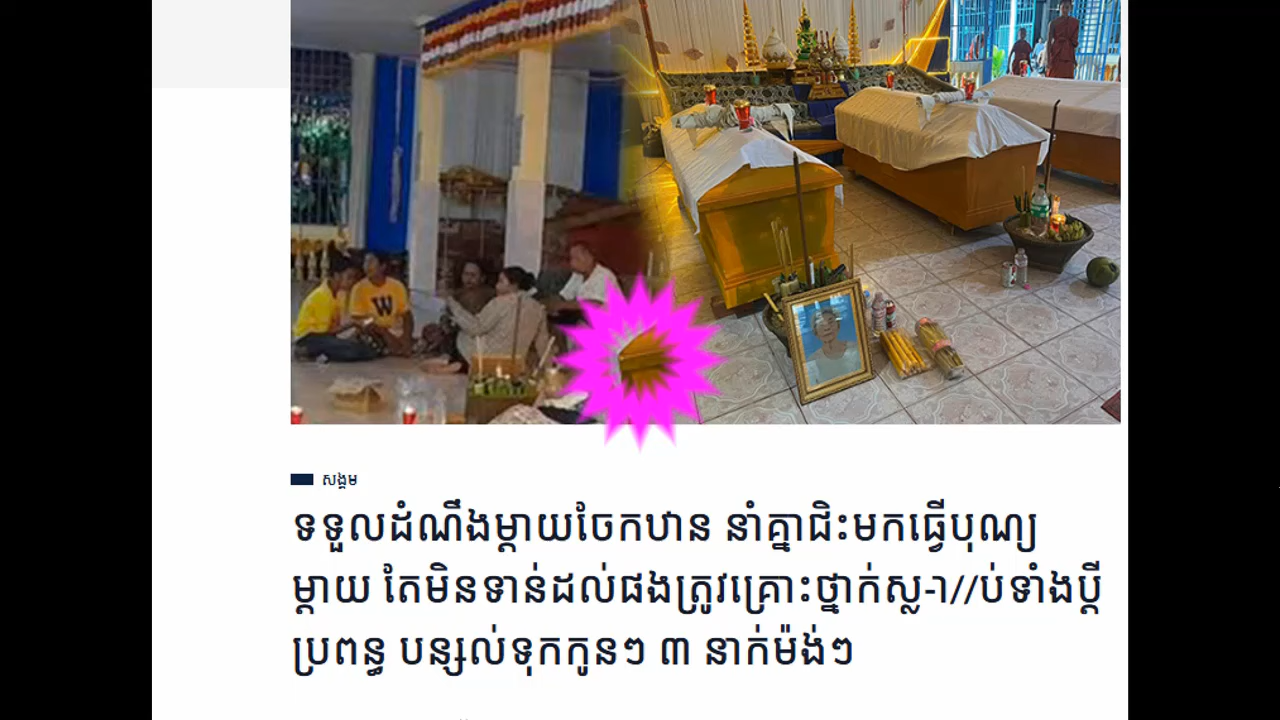 W
សង្គម
ទទួលដំណឹងម្ដាយចែកឋាន នាំគ្នាជិះមកធ្វើបុណ្យ
ម្ដាយ តែមិនទាន់ដល់ផងត្រូវគ្រោះថ្នាក់ស្ល-ា//ប់ទាំងប្ដី
ប្រពន្ធ បន្សល់ទុកកូនៗ ៣ នាក់ម៉ង់ៗ